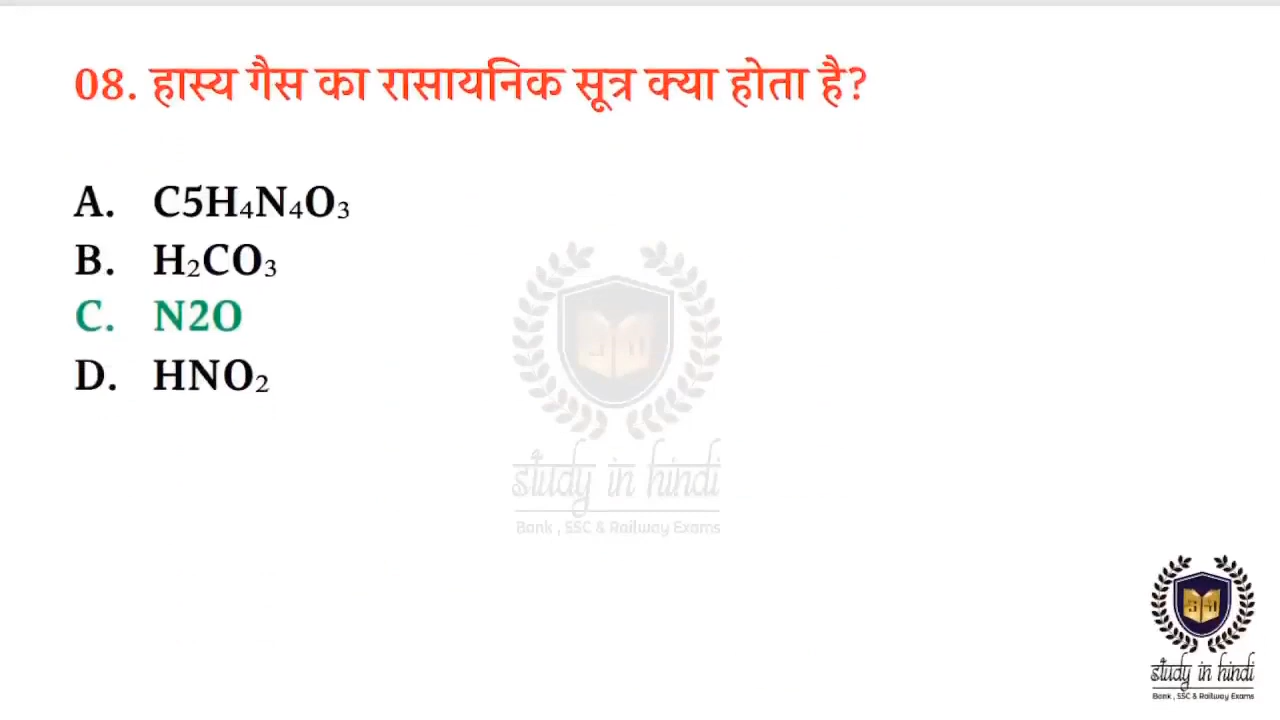 08. हास्य गैस का रासायनिक सूत्र क्या होता है?
A. C5H₄N₄O₃
B. H₂CO₃
C. N2O
D. HNO₂
study in hindi
Bank , SSC & Railway Exams
study in hindi
Bank , SSC & Railway Exams